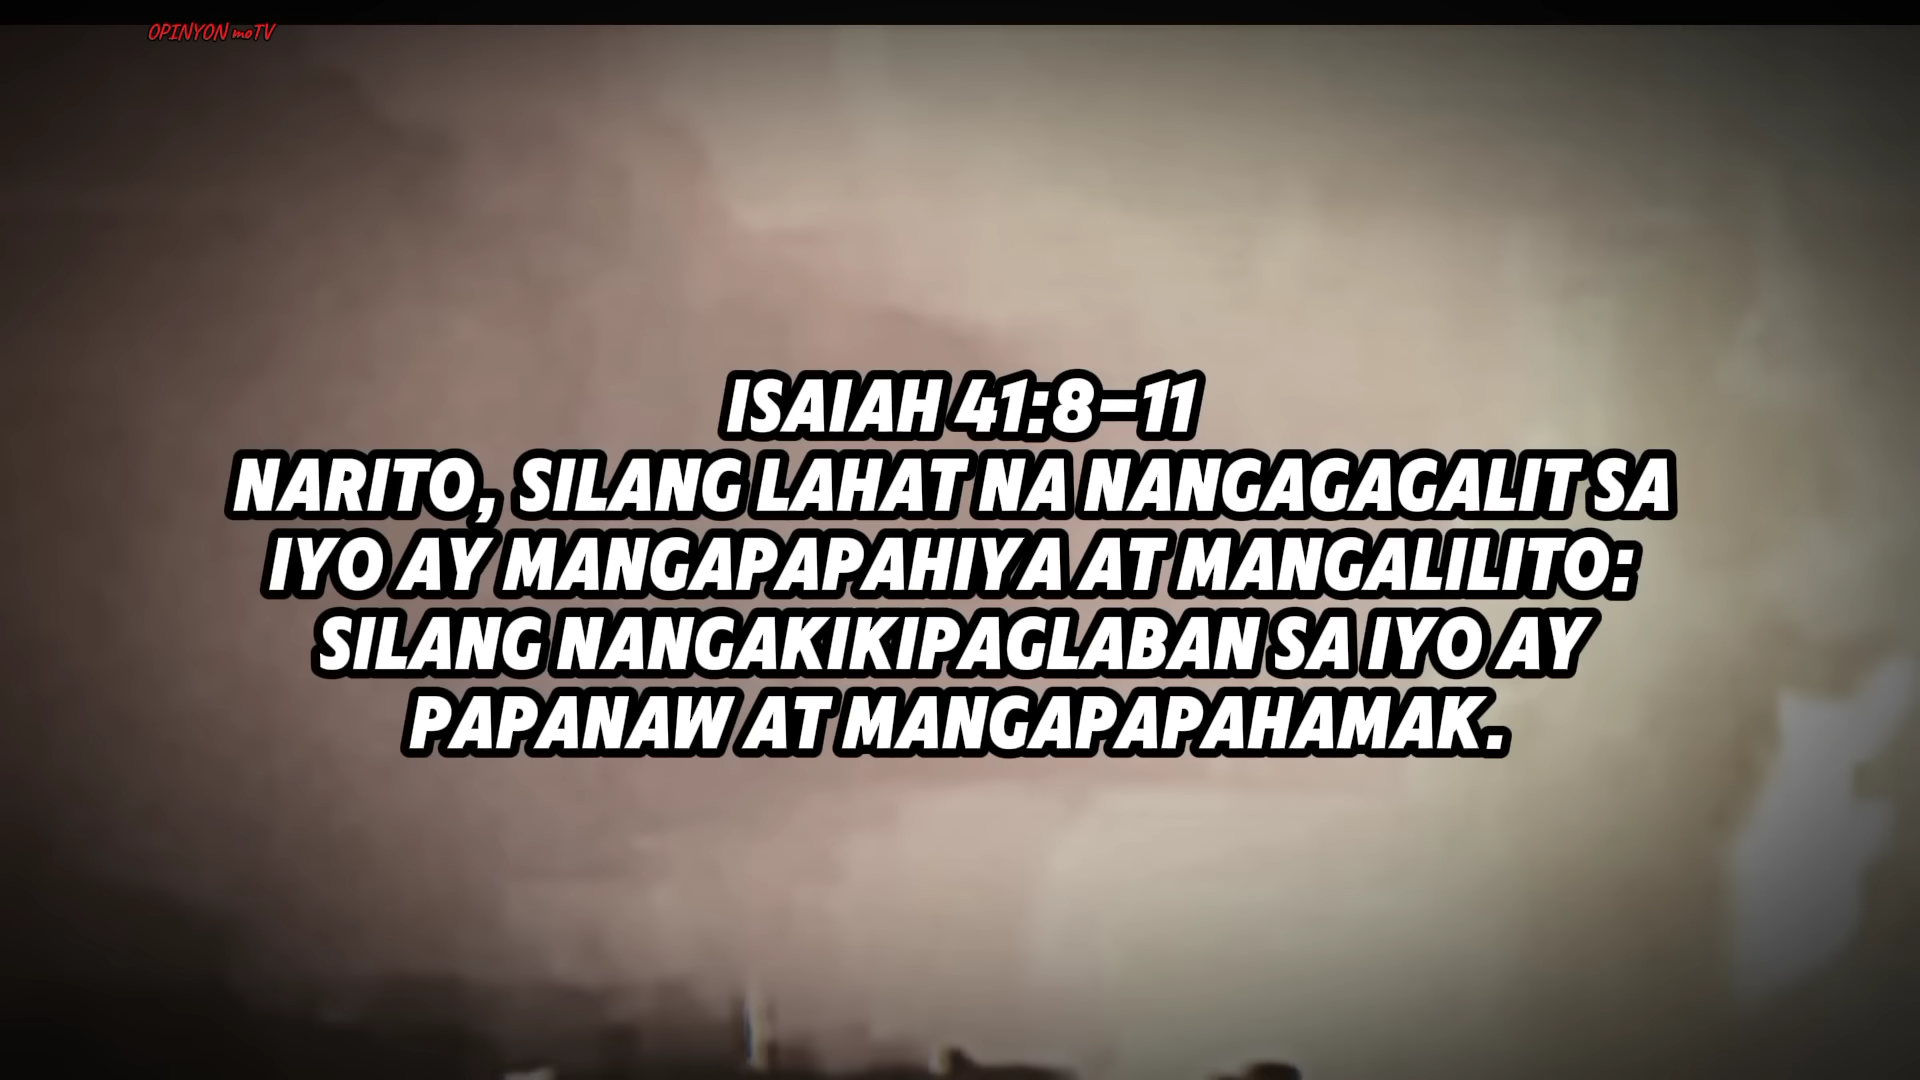 OPINYON moTV
ISAIAH 41:8-11
NARITO, SILANG LAHAT NA NANGAGAGALIT SA
IYO AY MANGAPAPAHIYA AT MANGALILITO:
SILANG NANGAKIKIPAGLABAN SA IYO AY
PAPANAW AT MANGAPAPAHAMAK.